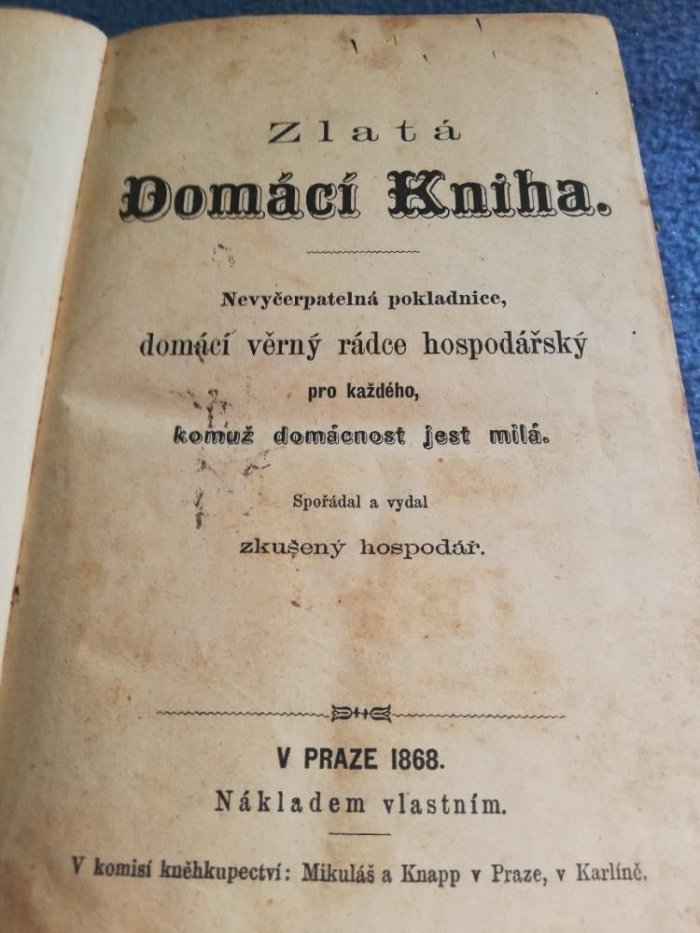 Zlatá
Domácí Kniha.
Nevyčerpatelná pokladnice,
domácí věrný rádce hospodářský
pro každého,
komuž domácnost jest milá.
Spořádal a vydal
zkušený hospodář.
V PRAZE 1868.
Nákladem vlastním.
V komisí kněhkupectví: Mikuláš a Knapp v Praze, v Karlíně.